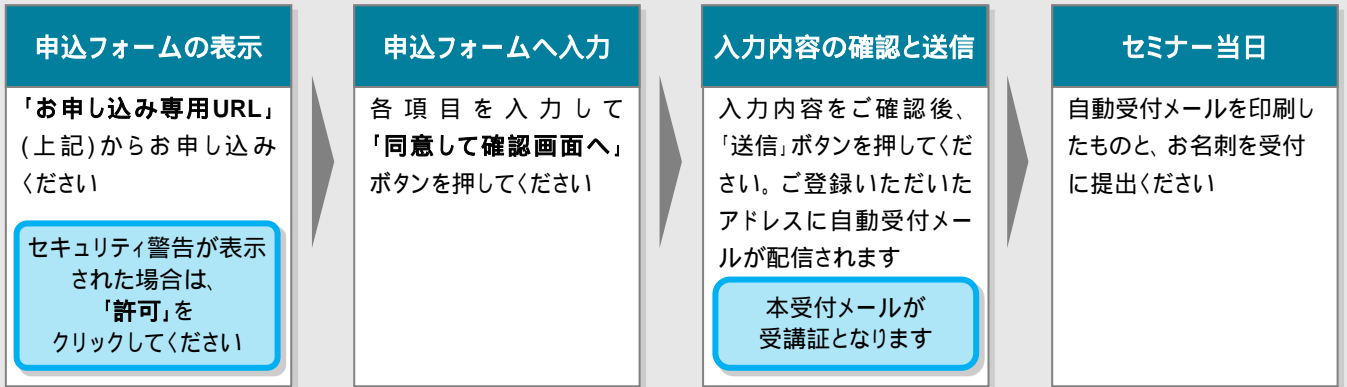 申込フォームの表示
「お申し込み専用URL」
(上記)からお申し込み
ください
セキュリティ警告が表示
された場合は、
「許可」を
クリックしてください
申込フォームへ入力
各項目を入力して
「同意して確認画面へ」
ボタンを押してください
入力内容の確認と送信
入力内容をご確認後、
「送信」ボタンを押してくだ
さい。ご登録いただいた
アドレスに自動受付メー
ルが配信されます
本受付メールが
受講証となります
セミナー当日
自動受付メールを印刷し
たものと、お名刺を受付
に提出ください